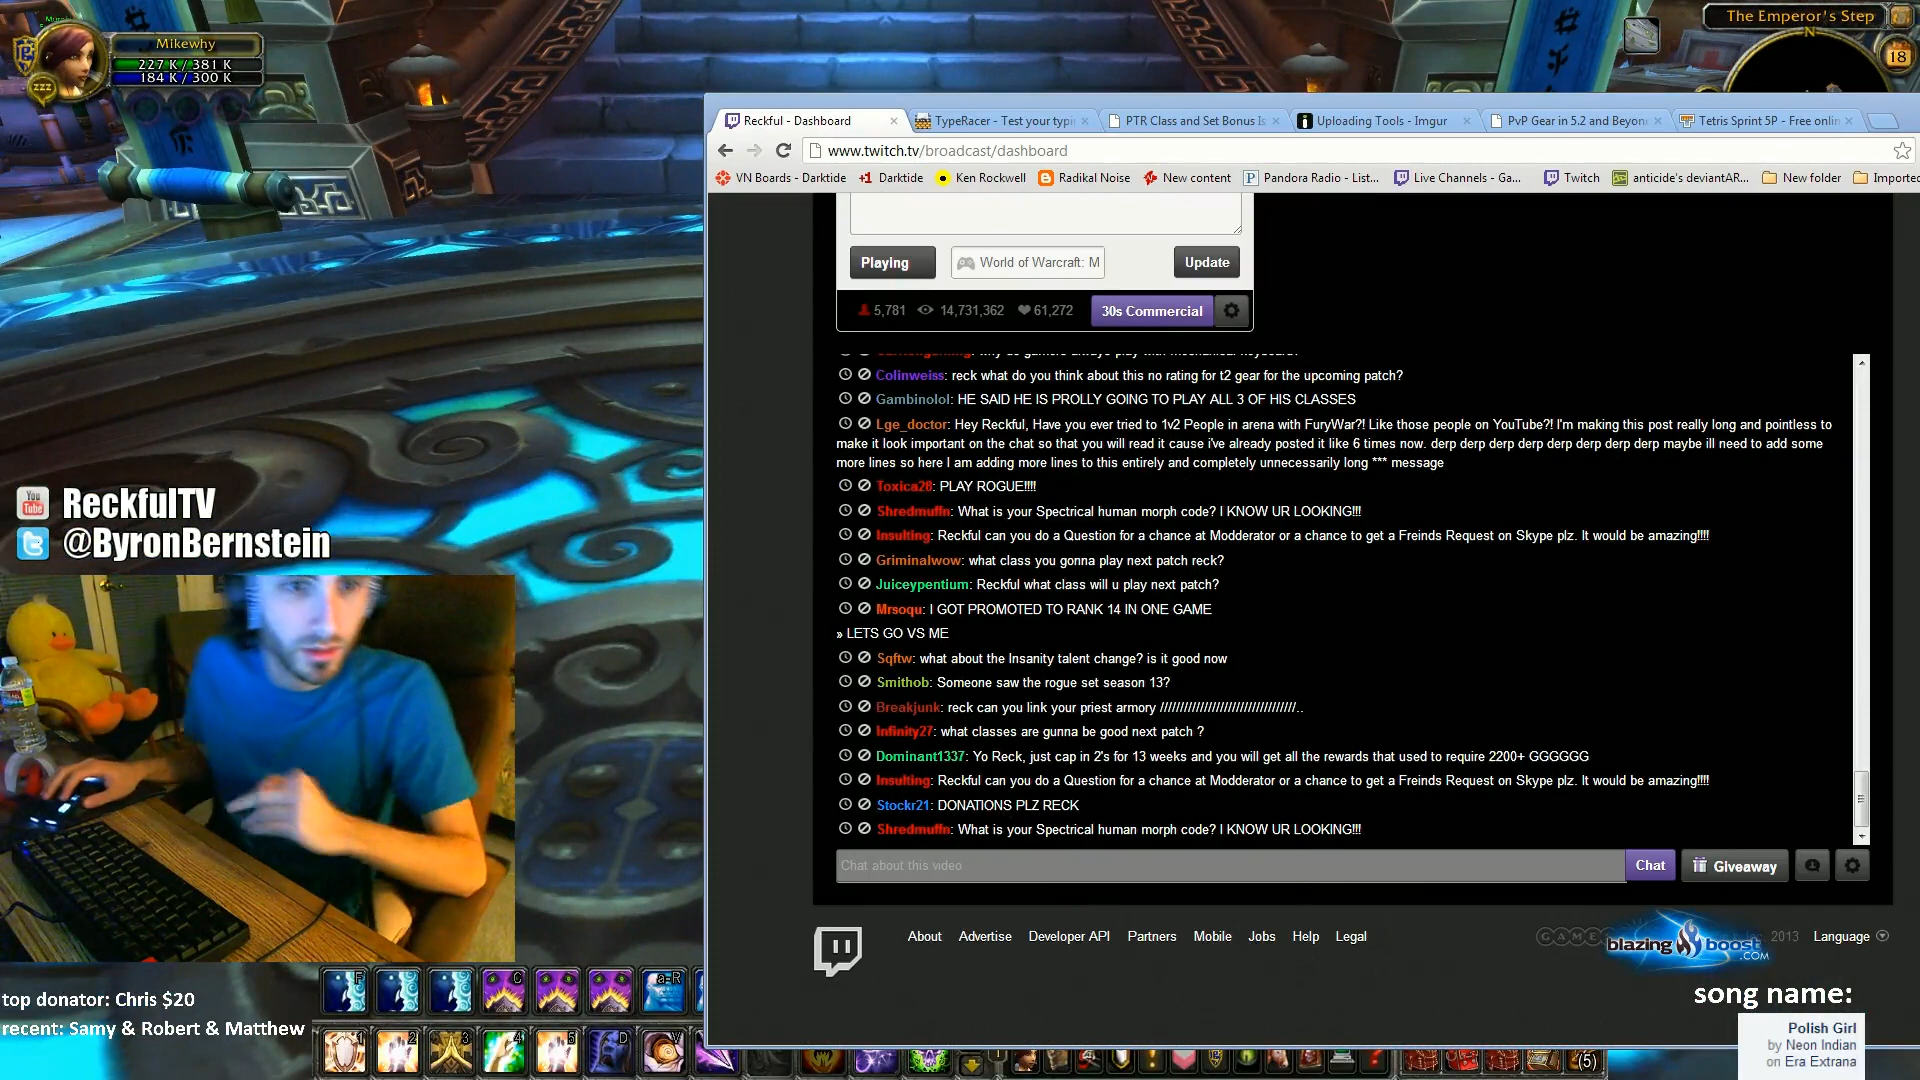 Mikewhy
227 K / 381 K
184 K / 300 K
zzz
The Emperor's Step
N
18
Reckful - Dashboard
TypeRacer - Test your typi
PTR Class and Set Bonus Is
Uploading Tools - Imgur
PvP Gear in 5.2 and Beyon
Tetris Sprint 5P - Free onlin
www.twitch.tv/broadcast/dashboard
VN Boards - Darktide
+1 Darktide
Ken Rockwell
Radikal Noise
New content
Pandora Radio - List...
Live Channels - Ga...
Twitch
anticide's deviantAR...
New folder
Imported
Playing
World of Warcraft: M
Update
5,781
14,731,362
61,272
30s Commercial
Colinweiss: reck what do you think about this no rating for t2 gear for the upcoming patch?
Gambinolol: HE SAID HE IS PROLLY GOING TO PLAY ALL 3 OF HIS CLASSES
Lge_doctor: Hey Reckful, Have you ever tried to 1v2 People in arena with FuryWar?! Like those people on YouTube?! I'm making this post really long and pointless to
make it look important on the chat so that you will read it cause i've already posted it like 6 times now. derp derp derp derp derp derp derp derp maybe ill need to add some
more lines so here I am adding more lines to this entirely and completely unnecessarily long *** message
Toxica28: PLAY ROGUE!!!!
Shredmuffn: What is your Spectrical human morph code? I KNOW UR LOOKING!!!
Insulting: Reckful can you do a Question for a chance at Modderator or a chance to get a Freinds Request on Skype plz. It would be amazing!!!!
Griminalwow: what class you gonna play next patch reck?
Juiceypentium: Reckful what class will u play next patch?
Mrsoqu: I GOT PROMOTED TO RANK 14 IN ONE GAME
» LETS GO VS ME
Sqftw: what about the Insanity talent change? is it good now
Smithob: Someone saw the rogue set season 13?
Breakjunk: reck can you link your priest armory //////////////////////////////////..
Infinity27: what classes are gunna be good next patch ?
Dominant1337: Yo Reck, just cap in 2's for 13 weeks and you will get all the rewards that used to require 2200+ GGGGGG
Insulting: Reckful can you do a Question for a chance at Modderator or a chance to get a Freinds Request on Skype plz. It would be amazing!!!!
Stockr21: DONATIONS PLZ RECK
Shredmuffn: What is your Spectrical human morph code? I KNOW UR LOOKING!!!
Chat about this video
Chat
Giveaway
About
Advertise
Developer API
Partners
Mobile
Jobs
Help
Legal
GAME
blazing boost
.COM
2013
Language
You
Tube
ReckfulTV
@ByronBernstein
top donator: Chris $20
recent: Samy & Robert & Matthew
F
C
a-R
1
2
3
4
5
D
V
(5)
song name:
Polish Girl
by Neon Indian
on Era Extrana